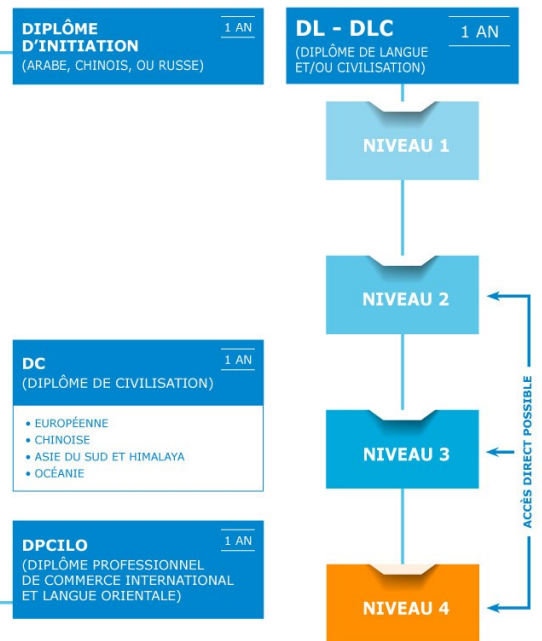 DIPLÔME
D'INITIATION
(ARABE, CHINOIS, OU RUSSE)
1 AN
DL - DLC
(DIPLÔME DE LANGUE
ET/OU CIVILISATION)
1 AN
NIVEAU 1
NIVEAU 2
DC
(DIPLÔME DE CIVILISATION)
1 AN
• EUROPÉENNE
• CHINOISE
• ASIE DU SUD ET HIMALAYA
• OCÉANIE
NIVEAU 3
ACCÈS DIRECT POSSIBLE
DPCILO
(DIPLÔME PROFESSIONNEL
DE COMMERCE INTERNATIONAL
ET LANGUE ORIENTALE)
1 AN
NIVEAU 4